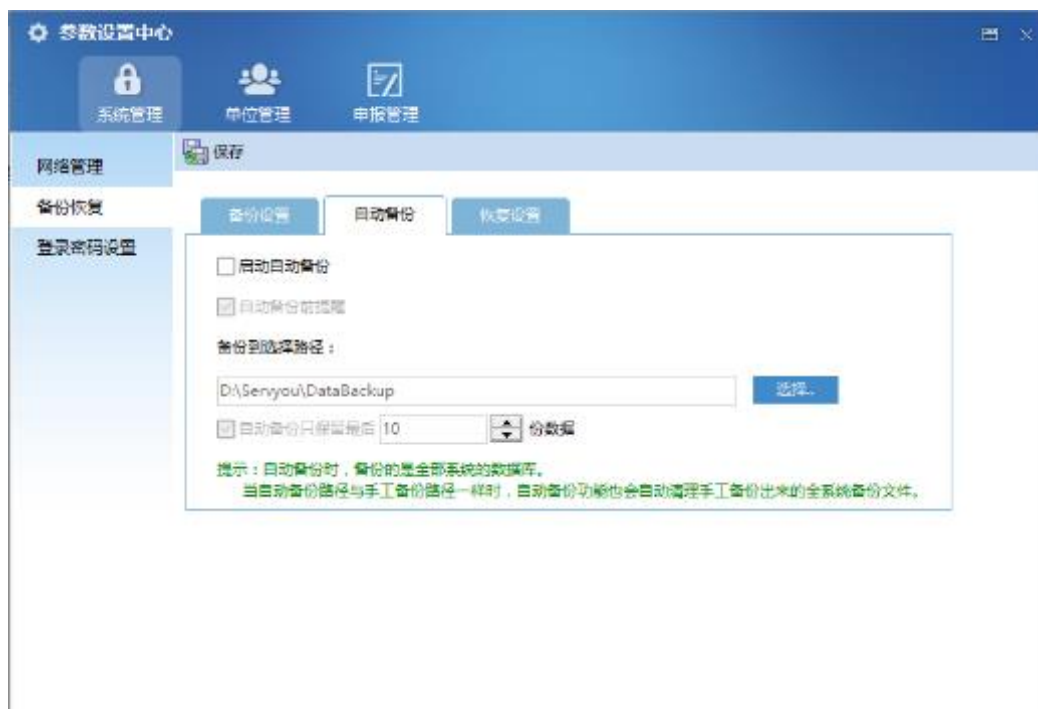 参数设置中心
系统管理
单位管理
申报管理
网络管理
保存
备份恢复
登录密码设置
备份设置
自动备份
恢复设置
启动自动备份
自动备份前提醒
备份到选择路径：
D:\Servyou\DataBackup
选择..
自动备份只保留最后 10 份数据
提示：自动备份时，备份的是全部系统的数据库。
当自动备份路径与手工备份路径一样时，自动备份功能也会自动清理手工备份出来的全系统备份文件。